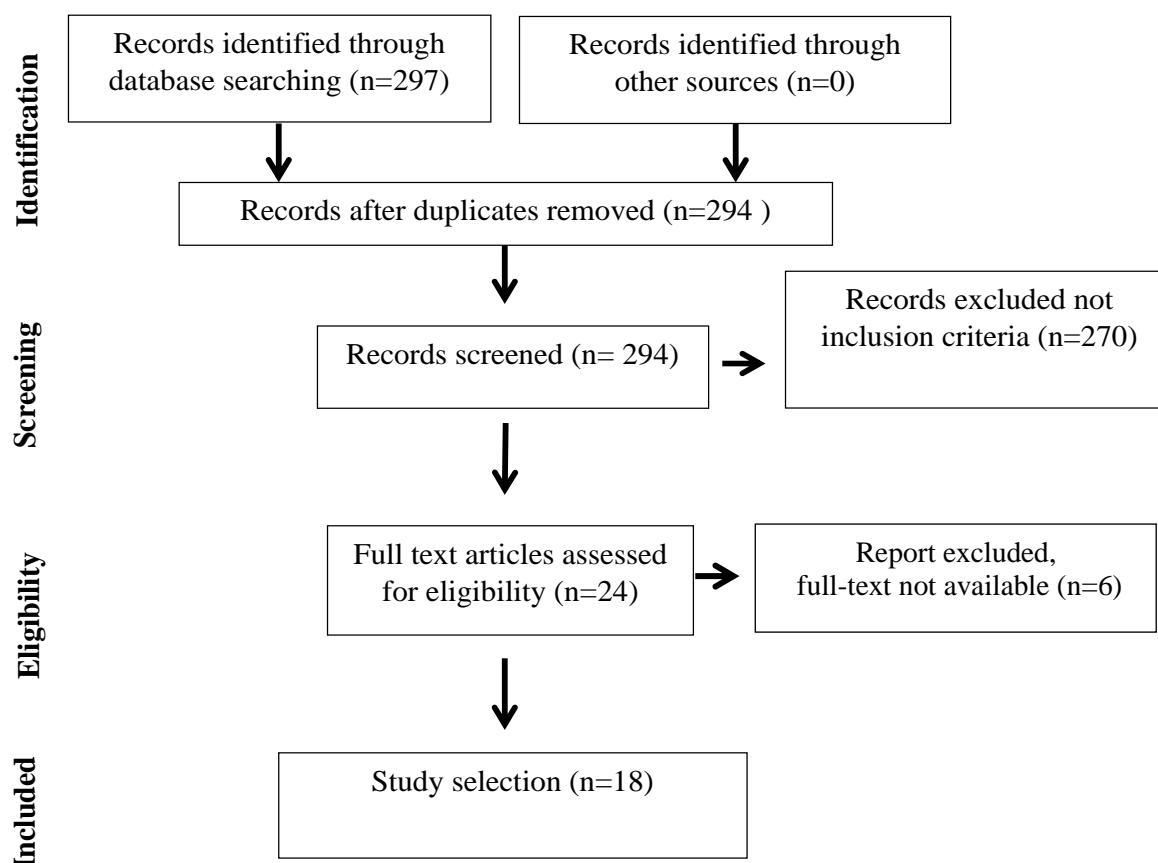 Identification
Records identified through
database searching (n=297)
Records identified through
other sources (n=0)
Records after duplicates removed (n=294 )
Screening
Records screened (n= 294)
Records excluded not
inclusion criteria (n=270)
Eligibility
Full text articles assessed
for eligibility (n=24)
Report excluded,
full-text not available (n=6)
Included
Study selection (n=18)